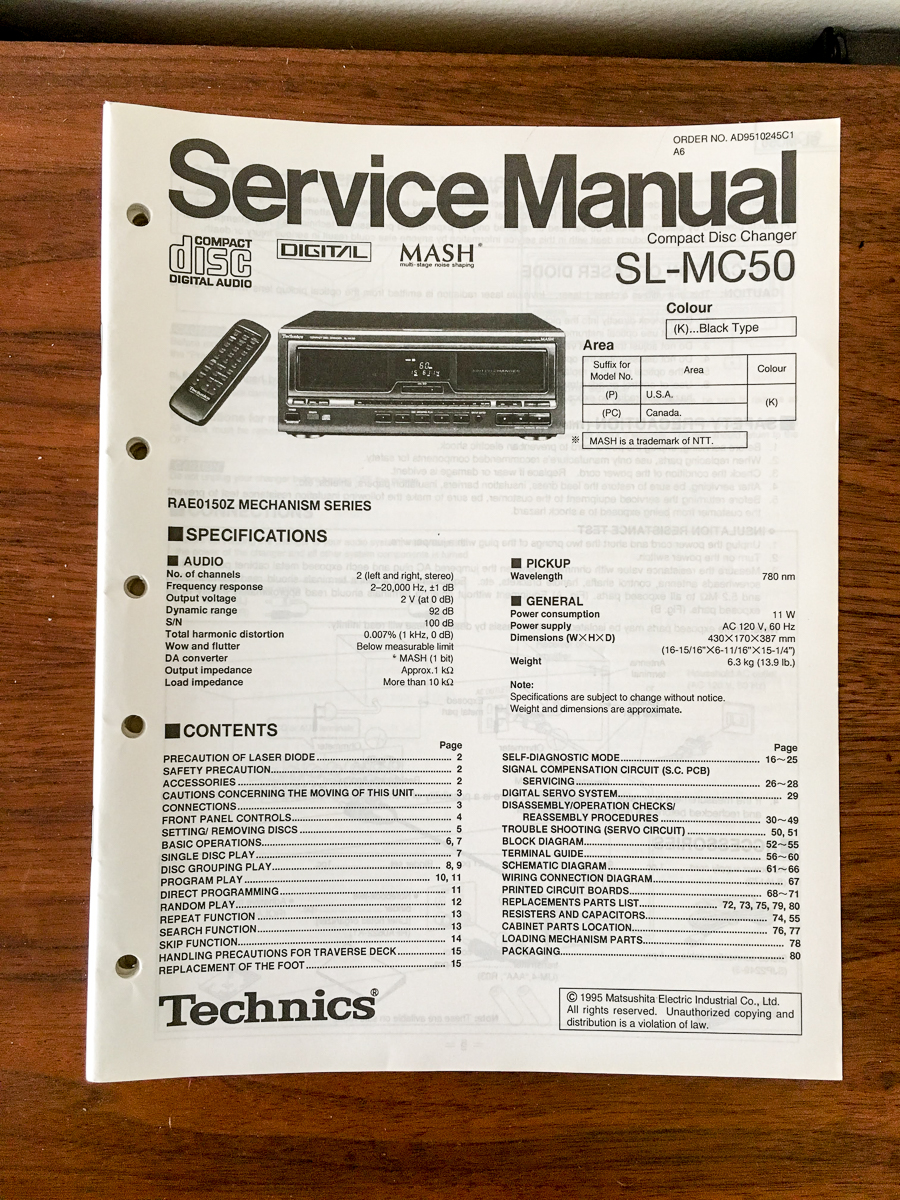 ORDER NO. AD9510245C1
A6
Service Manual
Compact Disc Changer
SL-MC50
COMPACT
disc
DIGITAL AUDIO
DIGITAL
MASH®
multi-stage noise shaping
Colour
(K)...Black Type
Area
Suffix for Model No. Area Colour
(P) U.S.A. (K)
(PC) Canada.
※ MASH is a trademark of NTT.
Technics
Technics
MASH
RAE0150Z MECHANISM SERIES
■ SPECIFICATIONS
■ AUDIO
No. of channels 2 (left and right, stereo)
Frequency response 2–20,000 Hz, ±1 dB
Output voltage 2 V (at 0 dB)
Dynamic range 92 dB
S/N 100 dB
Total harmonic distortion 0.007% (1 kHz, 0 dB)
Wow and flutter Below measurable limit
DA converter * MASH (1 bit)
Output impedance Approx.1 kΩ
Load impedance More than 10 kΩ
■ PICKUP
Wavelength 780 nm
■ GENERAL
Power consumption 11 W
Power supply AC 120 V, 60 Hz
Dimensions (W×H×D) 430×170×387 mm
(16-15/16"×6-11/16"×15-1/4")
Weight 6.3 kg (13.9 lb.)
Note:
Specifications are subject to change without notice.
Weight and dimensions are approximate.
■ CONTENTS
Page
PRECAUTION OF LASER DIODE 2
SAFETY PRECAUTION 2
ACCESSORIES 2
CAUTIONS CONCERNING THE MOVING OF THIS UNIT 3
CONNECTIONS 3
FRONT PANEL CONTROLS 4
SETTING/ REMOVING DISCS 5
BASIC OPERATIONS 6, 7
SINGLE DISC PLAY 7
DISC GROUPING PLAY 8, 9
PROGRAM PLAY 10, 11
DIRECT PROGRAMMING 11
RANDOM PLAY 12
REPEAT FUNCTION 13
SEARCH FUNCTION 13
SKIP FUNCTION 14
HANDLING PRECAUTIONS FOR TRAVERSE DECK 15
REPLACEMENT OF THE FOOT 15
Page
SELF-DIAGNOSTIC MODE 16∼25
SIGNAL COMPENSATION CIRCUIT (S.C. PCB)
SERVICING 26∼28
DIGITAL SERVO SYSTEM 29
DISASSEMBLY/OPERATION CHECKS/
REASSEMBLY PROCEDURES 30∼49
TROUBLE SHOOTING (SERVO CIRCUIT) 50, 51
BLOCK DIAGRAM 52∼55
TERMINAL GUIDE 56∼60
SCHEMATIC DIAGRAM 61∼66
WIRING CONNECTION DIAGRAM 67
PRINTED CIRCUIT BOARDS 68∼71
REPLACEMENTS PARTS LIST 72, 73, 75, 79, 80
RESISTERS AND CAPACITORS 74, 55
CABINET PARTS LOCATION 76, 77
LOADING MECHANISM PARTS 78
PACKAGING 80
Technics®
© 1995 Matsushita Electric Industrial Co., Ltd.
All rights reserved. Unauthorized copying and
distribution is a violation of law.